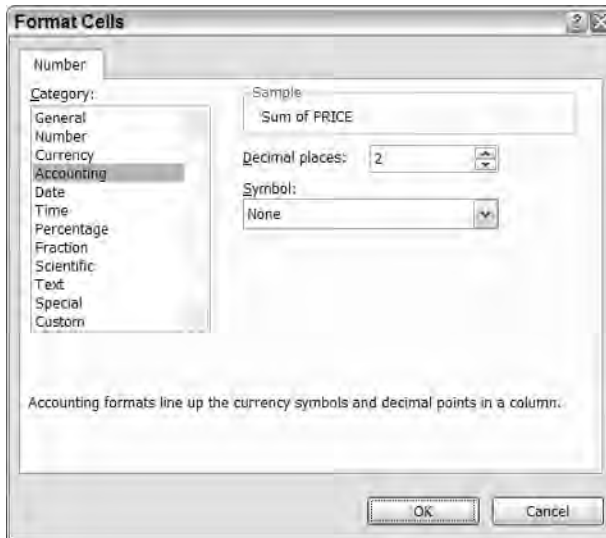 Format Cells
Number
Category:
General
Number
Currency
Accounting
Date
Time
Percentage
Fraction
Scientific
Text
Special
Custom
Sample
Sum of PRICE
Decimal places: 2
Symbol:
None
Accounting formats line up the currency symbols and decimal points in a column.
OK Cancel